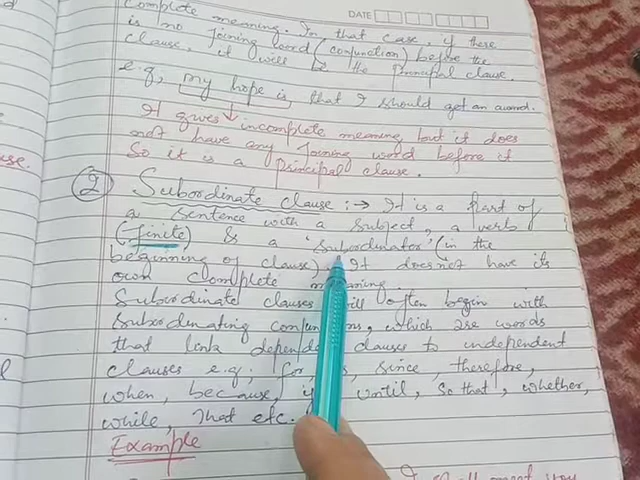 DATE
Complete meaning. In that case if there
is no Joining word (conjunction) before the
clause, it will be the Principal clause.
e.g, my hope is, that I should get an award.
It gives incomplete meaning but it does
not have any Joining word before it
So it is a Principal clause.
② Subordinate clause :→ It is a Part of
a sentence with a Subject, a verb
(finite) & a 'Subordinator' (in the
beginning of clause) It does not have its
own complete meaning.
Subordinate clauses will often begin with
Subordinating , which are words
that link clauses to independent
clauses e.g; for, since, therefore,
when, because, until, so that, whether,
while, that etc.
Example